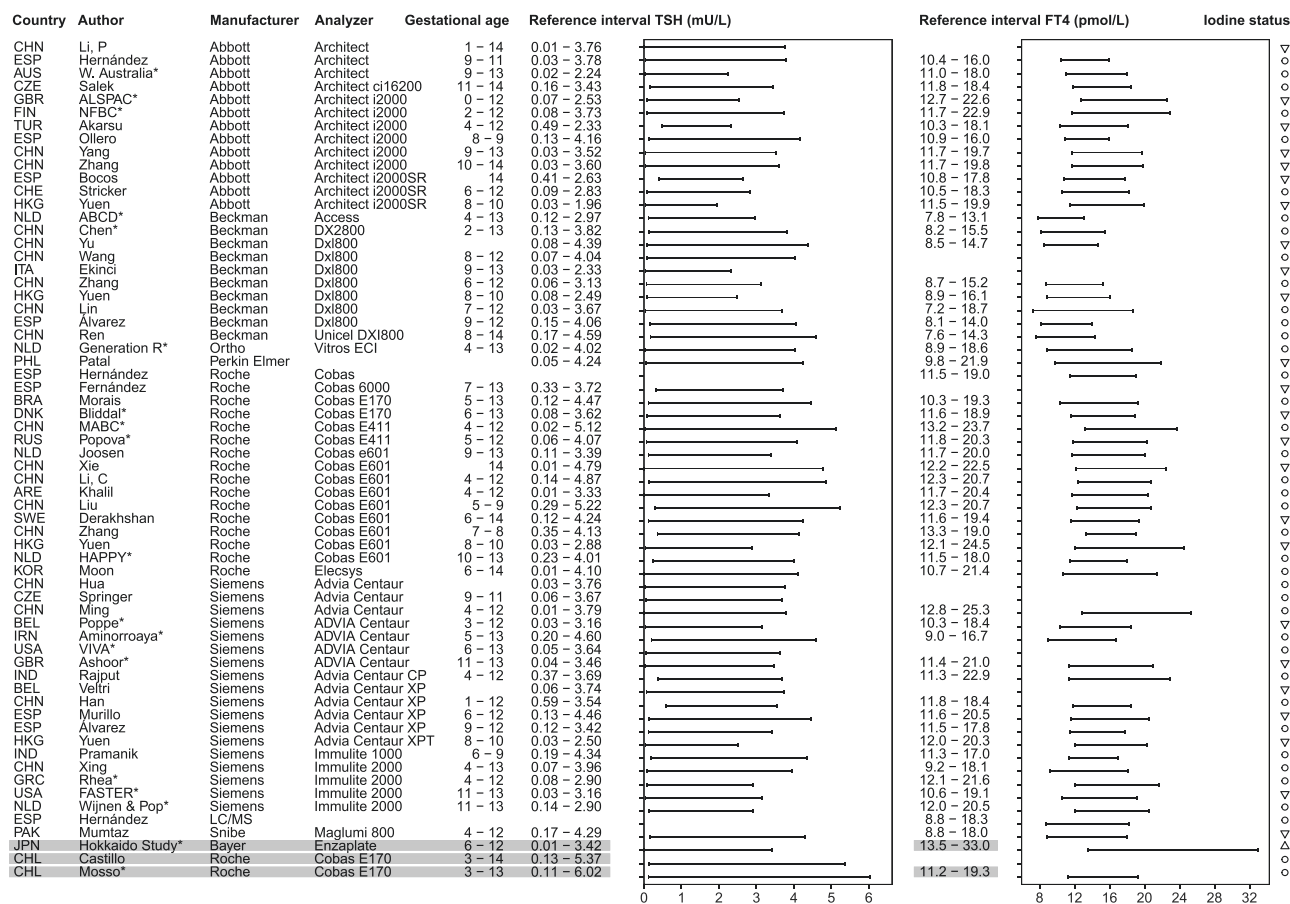 Country Author Manufacturer Analyzer Gestational age Reference interval TSH (mU/L) Reference interval FT4 (pmol/L) Iodine status
CHN Li, P Abbott Architect 1 − 14 0.01 − 3.76
ESP Hernández Abbott Architect 9 − 11 0.03 − 3.78 10.4 − 16.0
AUS W. Australia* Abbott Architect 9 − 13 0.02 − 2.24 11.0 − 18.0
CZE Salek Abbott Architect ci16200 11 − 14 0.16 − 3.43 11.8 − 18.4
GBR ALSPAC* Abbott Architect i2000 0 − 12 0.07 − 2.53 12.7 − 22.6
FIN NFBC* Abbott Architect i2000 2 − 12 0.08 − 3.73 11.7 − 22.9
TUR Akarsu Abbott Architect i2000 4 − 12 0.49 − 2.33 10.3 − 18.1
ESP Ollero Abbott Architect i2000 8 − 9 0.13 − 4.16 10.9 − 16.0
CHN Yang Abbott Architect i2000 9 − 13 0.03 − 3.52 11.7 − 19.7
CHN Zhang Abbott Architect i2000 10 − 14 0.03 − 3.60 11.7 − 19.8
ESP Bocos Abbott Architect i2000SR 14 0.41 − 2.63 10.8 − 17.8
CHE Stricker Abbott Architect i2000SR 6 − 12 0.09 − 2.83 10.5 − 18.3
HKG Yuen Abbott Architect i2000SR 8 − 10 0.03 − 1.96 11.5 − 19.9
NLD ABCD* Beckman Access 4 − 13 0.12 − 2.97 7.8 − 13.1
CHN Chen* Beckman DX2800 2 − 13 0.13 − 3.82 8.2 − 15.5
CHN Yu Beckman DxI800 0.08 − 4.39 8.5 − 14.7
CHN Wang Beckman DxI800 8 − 12 0.07 − 4.04
ITA Ekinci Beckman DxI800 9 − 13 0.03 − 2.33
CHN Zhang Beckman DxI800 6 − 12 0.06 − 3.13 8.7 − 15.2
HKG Yuen Beckman DxI800 8 − 10 0.08 − 2.49 8.9 − 16.1
CHN Lin Beckman DxI800 7 − 12 0.03 − 3.67 7.2 − 18.7
ESP Álvarez Beckman DxI800 9 − 12 0.15 − 4.06 8.1 − 14.0
CHN Ren Beckman Unicel DXI800 8 − 14 0.17 − 4.59 7.6 − 14.3
NLD Generation R* Ortho Vitros ECI 4 − 13 0.02 − 4.02 8.9 − 18.6
PHL Patal Perkin Elmer 0.05 − 4.24 9.8 − 21.9
ESP Hernández Roche Cobas 11.5 − 19.0
ESP Fernández Roche Cobas 6000 7 − 13 0.33 − 3.72
BRA Morais Roche Cobas E170 5 − 13 0.12 − 4.47 10.3 − 19.3
DNK Bliddal* Roche Cobas E170 6 − 13 0.08 − 3.62 11.6 − 18.9
CHN MABC* Roche Cobas E411 4 − 12 0.02 − 5.12 13.2 − 23.7
RUS Popova* Roche Cobas E411 5 − 12 0.06 − 4.07 11.8 − 20.3
NLD Joosen Roche Cobas e601 9 − 13 0.11 − 3.39 11.7 − 20.0
CHN Xie Roche Cobas E601 14 0.01 − 4.79 12.2 − 22.5
CHN Li, C Roche Cobas E601 4 − 12 0.14 − 4.87 12.3 − 20.7
ARE Khalil Roche Cobas E601 4 − 12 0.01 − 3.33 11.7 − 20.4
CHN Liu Roche Cobas E601 5 − 9 0.29 − 5.22 12.3 − 20.7
SWE Derakhshan Roche Cobas E601 6 − 14 0.12 − 4.24 11.6 − 19.4
CHN Zhang Roche Cobas E601 7 − 8 0.35 − 4.13 13.3 − 19.0
HKG Yuen Roche Cobas E601 8 − 10 0.03 − 2.88 12.1 − 24.5
NLD HAPPY* Roche Cobas E601 10 − 13 0.23 − 4.01 11.5 − 18.0
KOR Moon Roche Elecsys 6 − 14 0.01 − 4.10 10.7 − 21.4
CHN Hua Siemens Advia Centaur 0.03 − 3.76
CZE Springer Siemens Advia Centaur 9 − 11 0.06 − 3.67
CHN Ming Siemens Advia Centaur 4 − 12 0.01 − 3.79 12.8 − 25.3
BEL Poppe* Siemens ADVIA Centaur 3 − 12 0.03 − 3.16 10.3 − 18.4
IRN Aminorroaya* Siemens ADVIA Centaur 5 − 13 0.20 − 4.60 9.0 − 16.7
USA VIVA* Siemens ADVIA Centaur 6 − 13 0.05 − 3.64
GBR Ashoor* Siemens ADVIA Centaur 11 − 13 0.04 − 3.46 11.4 − 21.0
IND Rajput Siemens Advia Centaur CP 4 − 12 0.37 − 3.69 11.3 − 22.9
BEL Veltri Siemens Advia Centaur XP 0.06 − 3.74
CHN Han Siemens Advia Centaur XP 1 − 12 0.59 − 3.54 11.8 − 18.4
ESP Murillo Siemens Advia Centaur XP 6 − 12 0.13 − 4.46 11.6 − 20.5
ESP Álvarez Siemens Advia Centaur XP 9 − 12 0.12 − 3.42 11.5 − 17.8
HKG Yuen Siemens Advia Centaur XPT 8 − 10 0.03 − 2.50 12.0 − 20.3
IND Pramanik Siemens Immulite 1000 6 − 9 0.19 − 4.34 11.3 − 17.0
CHN Xing Siemens Immulite 2000 4 − 13 0.07 − 3.96 9.2 − 18.1
GRC Rhea* Siemens Immulite 2000 4 − 12 0.08 − 2.90 12.1 − 21.6
USA FASTER* Siemens Immulite 2000 11 − 13 0.03 − 3.16 10.6 − 19.1
NLD Wijnen & Pop* Siemens Immulite 2000 11 − 13 0.14 − 2.90 12.0 − 20.5
ESP Hernández LC/MS 8.8 − 18.3
PAK Mumtaz Snibe Maglumi 800 4 − 12 0.17 − 4.29 8.8 − 18.0
JPN Hokkaido Study* Bayer Enzaplate 6 − 12 0.01 − 3.42 13.5 − 33.0
CHL Castillo Roche Cobas E170 3 − 14 0.13 − 5.37
CHL Mosso* Roche Cobas E170 3 − 13 0.11 − 6.02 11.2 − 19.3
0 1 2 3 4 5 6 8 12 16 20 24 28 32